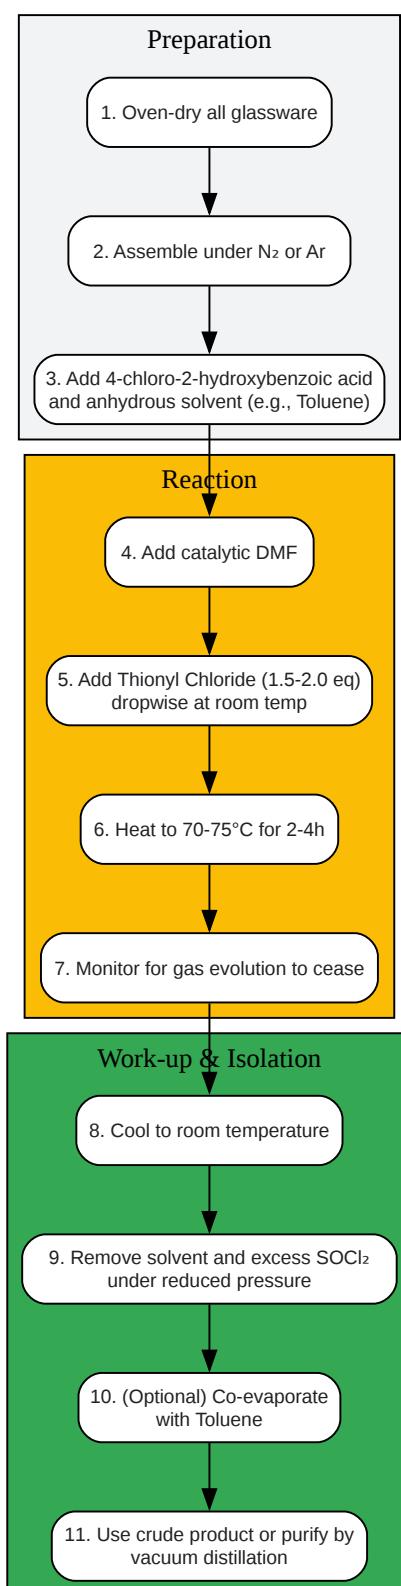 Preparation
1. Oven-dry all glassware
2. Assemble under N₂ or Ar
3. Add 4-chloro-2-hydroxybenzoic acid
and anhydrous solvent (e.g., Toluene)
Reaction
4. Add catalytic DMF
5. Add Thionyl Chloride (1.5-2.0 eq)
dropwise at room temp
6. Heat to 70-75°C for 2-4h
7. Monitor for gas evolution to cease
Work-up & Isolation
8. Cool to room temperature
9. Remove solvent and excess SOCl₂
under reduced pressure
10. (Optional) Co-evaporate
with Toluene
11. Use crude product or purify by
vacuum distillation